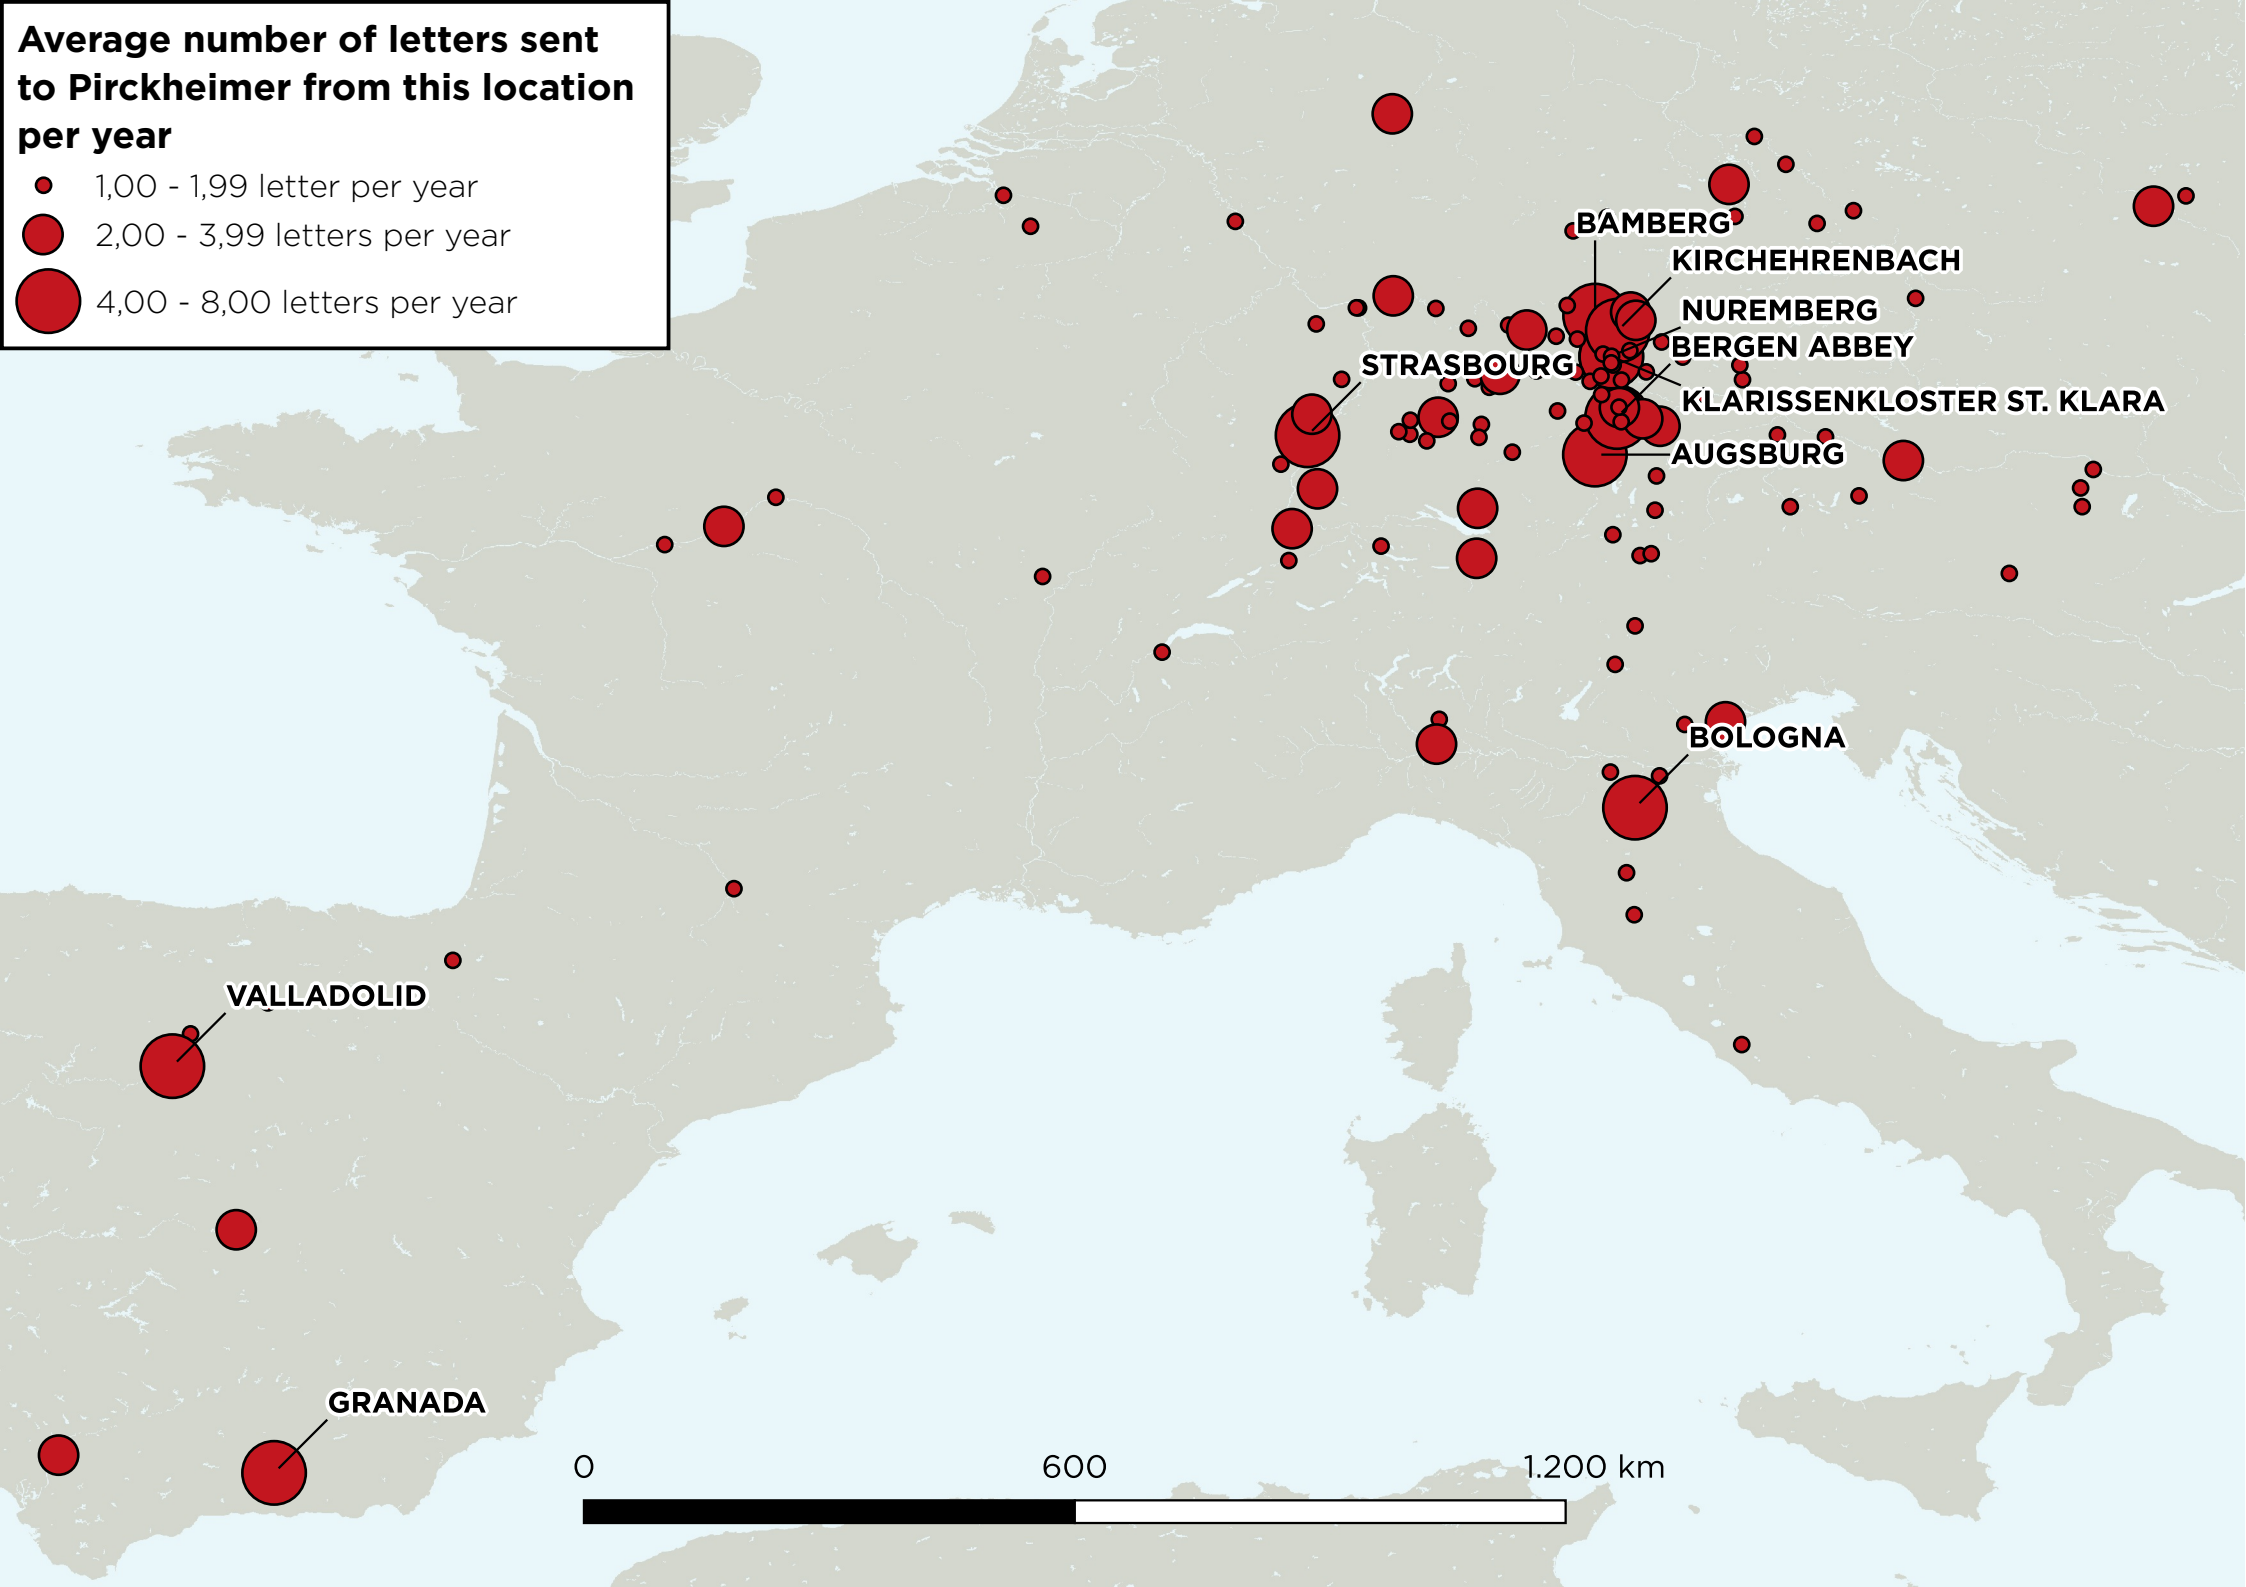 Average number of letters sent
to Pirckheimer from this location
per year
1,00 - 1,99 letter per year
2,00 - 3,99 letters per year
4,00 - 8,00 letters per year
BAMBERG
KIRCHEHRENBACH
NUREMBERG
BERGEN ABBEY
STRASBOURG
KLARISSENKLOSTER ST. KLARA
AUGSBURG
BOLOGNA
VALLADOLID
GRANADA
0
600
1.200 km